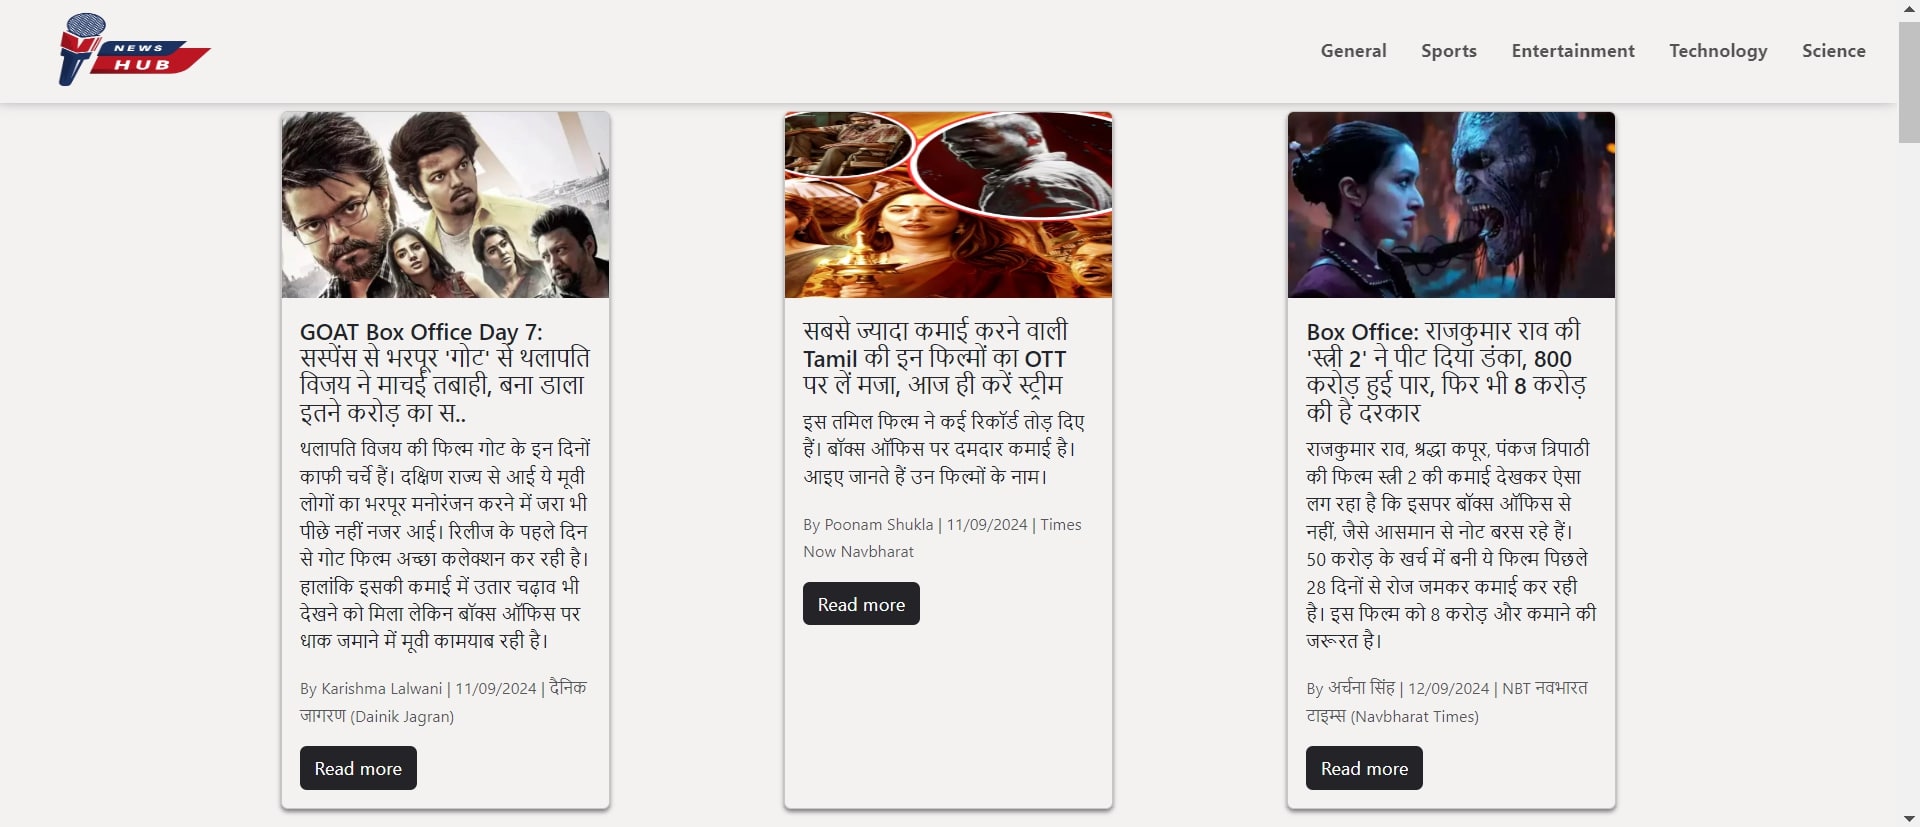 NEWS
HUB
General Sports Entertainment Technology Science
GOAT Box Office Day 7:
सस्पेंस से भरपूर 'गोट' से थलापति
विजय ने माचई तबाही, बना डाला
इतने करोड़ का स..
थलापति विजय की फिल्म गोट के इन दिनों
काफी चर्चे हैं। दक्षिण राज्य से आई ये मूवी
लोगों का भरपूर मनोरंजन करने में जरा भी
पीछे नहीं नजर आई। रिलीज के पहले दिन
से गोट फिल्म अच्छा कलेक्शन कर रही है।
हालांकि इसकी कमाई में उतार चढ़ाव भी
देखने को मिला लेकिन बॉक्स ऑफिस पर
धाक जमाने में मूवी कामयाब रही है।
By Karishma Lalwani | 11/09/2024 | दैनिक
जागरण (Dainik Jagran)
Read more
सबसे ज्यादा कमाई करने वाली
Tamil की इन फिल्मों का OTT
पर लें मजा, आज ही करें स्ट्रीम
इस तमिल फिल्म ने कई रिकॉर्ड तोड़ दिए
हैं। बॉक्स ऑफिस पर दमदार कमाई है।
आइए जानते हैं उन फिल्मों के नाम।
By Poonam Shukla | 11/09/2024 | Times
Now Navbharat
Read more
Box Office: राजकुमार राव की
'स्त्री 2' ने पीट दिया डंका, 800
करोड़ हुई पार, फिर भी 8 करोड़
की है दरकार
राजकुमार राव, श्रद्धा कपूर, पंकज त्रिपाठी
की फिल्म स्त्री 2 की कमाई देखकर ऐसा
लग रहा है कि इसपर बॉक्स ऑफिस से
नहीं, जैसे आसमान से नोट बरस रहे हैं।
50 करोड़ के खर्च में बनी ये फिल्म पिछले
28 दिनों से रोज जमकर कमाई कर रही
है। इस फिल्म को 8 करोड़ और कमाने की
जरूरत है।
By अर्चना सिंह | 12/09/2024 | NBT नवभारत
टाइम्स (Navbharat Times)
Read more